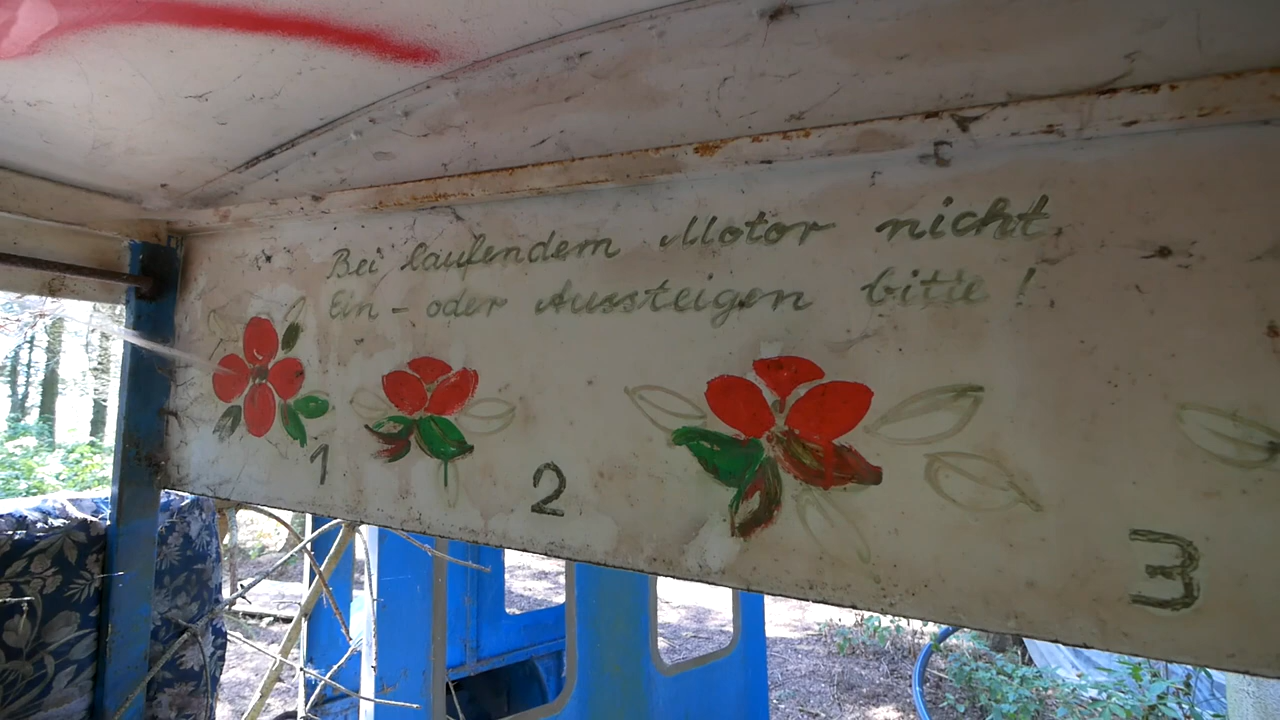 Bei laufendem Motor nicht
Ein - oder Aussteigen bitte !
1
2
3